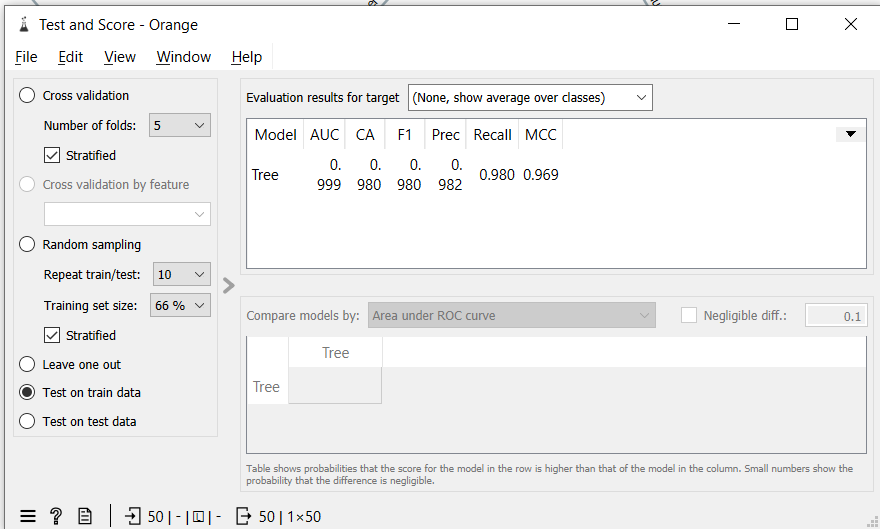 Test and Score - Orange
File Edit View Window Help
Cross validation
Number of folds: 5
Stratified
Cross validation by feature
Random sampling
Repeat train/test: 10
Training set size: 66 %
Stratified
Leave one out
Test on train data
Test on test data
Evaluation results for target (None, show average over classes)
Model AUC CA F1 Prec Recall MCC
Tree 0.999 0.980 0.980 0.982 0.980 0.969
Compare models by: Area under ROC curve Negligible diff.: 0.1
Tree
Tree
Table shows probabilities that the score for the model in the row is higher than that of the model in the column. Small numbers show the
probability that the difference is negligible.
50 | - | - 50 | 1×50